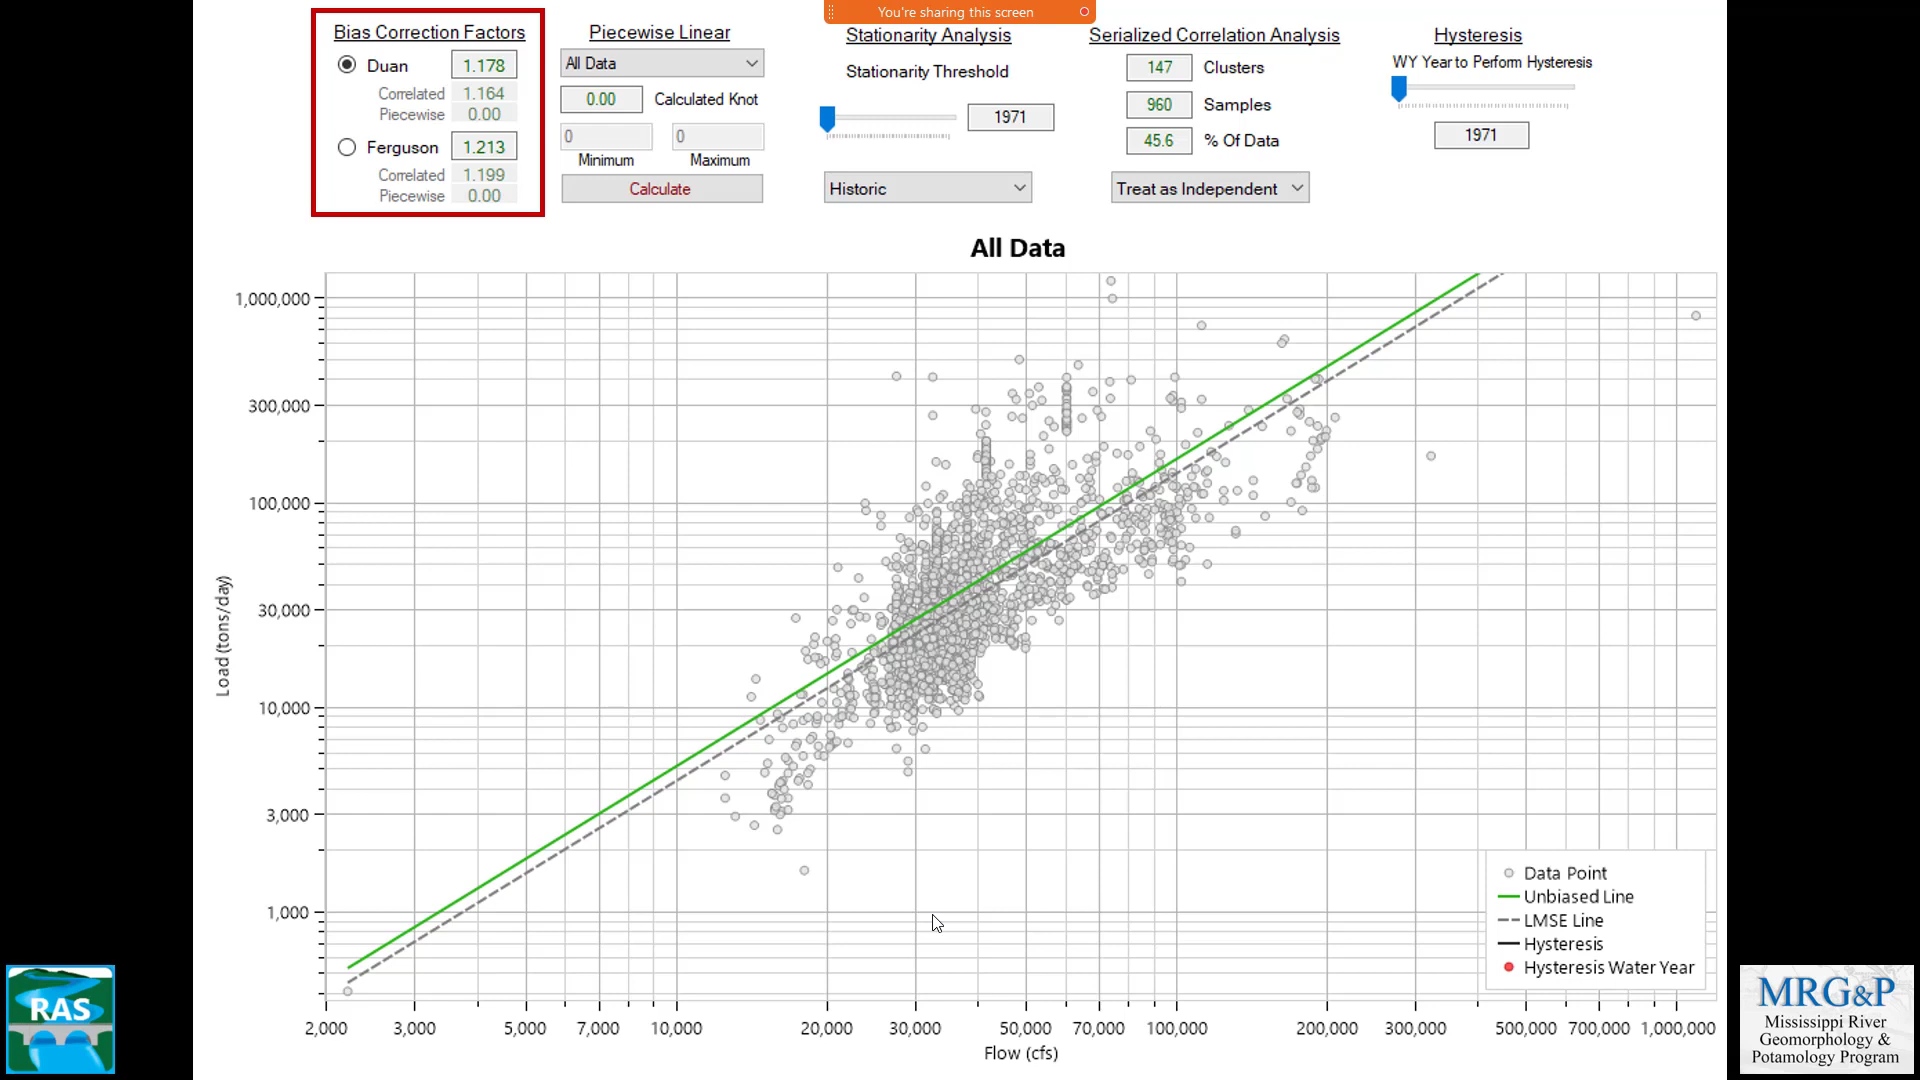 You're sharing this screen
Bias Correction Factors
Duan 1.178
Correlated 1.164
Piecewise 0.00
Ferguson 1.213
Correlated 1.199
Piecewise 0.00
Piecewise Linear
All Data
0.00 Calculated Knot
0 0
Minimum Maximum
Calculate
Stationarity Analysis
Stationarity Threshold
1971
Historic
Serialized Correlation Analysis
147 Clusters
960 Samples
45.6 % Of Data
Treat as Independent
Hysteresis
WY Year to Perform Hysteresis
1971
All Data
1,000,000
300,000
100,000
30,000
10,000
3,000
1,000
Load (tons/day)
2,000 3,000 5,000 7,000 10,000 20,000 30,000 50,000 70,000 100,000 200,000 300,000 500,000 700,000 1,000,000
Flow (cfs)
Data Point
Unbiased Line
LMSE Line
Hysteresis
Hysteresis Water Year
RAS
MRG&P
Mississippi River
Geomorphology &
Potamology Program